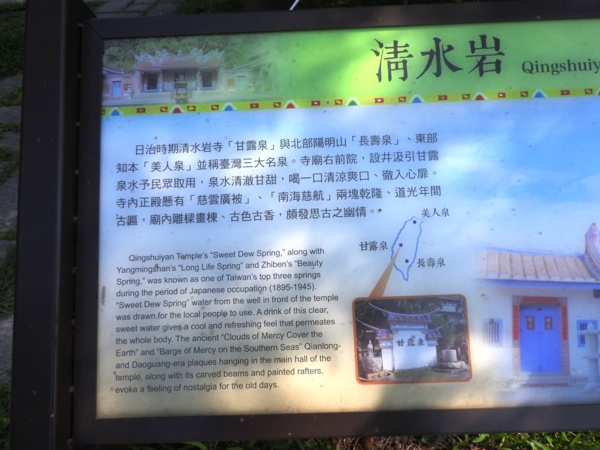 清水岩 Qingshuiy
日治時期清水岩寺「甘露泉」與北部陽明山「長壽泉」、東部
知本「美人泉」並稱臺灣三大名泉。寺廟右前院,設井汲引甘露
泉水予民眾取用,泉水清澈甘甜,喝一口清涼爽口、徹入心扉。
寺內正殿懸有「慈雲廣被」、「南海慈航」兩塊乾隆、道光年間
古匾,廟內雕樑畫棟、古色古香,頗發思古之幽情。
美人泉
甘露泉
長壽泉
Qingshuiyan Temple's "Sweet Dew Spring," along with
Yangmingshan's "Long Life Spring" and Zhiben's "Beauty
Spring," was known as one of Taiwan's top three springs
during the period of Japanese occupation (1895-1945).
"Sweet Dew Spring" water from the well in front of the temple
was drawn for the local people to use. A drink of this clear,
sweet water gives a cool and refreshing feel that permeates
the whole body. The ancient "Clouds of Mercy Cover the
Earth" and "Barge of Mercy on the Southern Seas" Qianlong-
and Daoguang-era plaques hanging in the main hall of the
temple, along with its carved beams and painted rafters,
evoke a feeling of nostalgia for the old days.
甘露泉